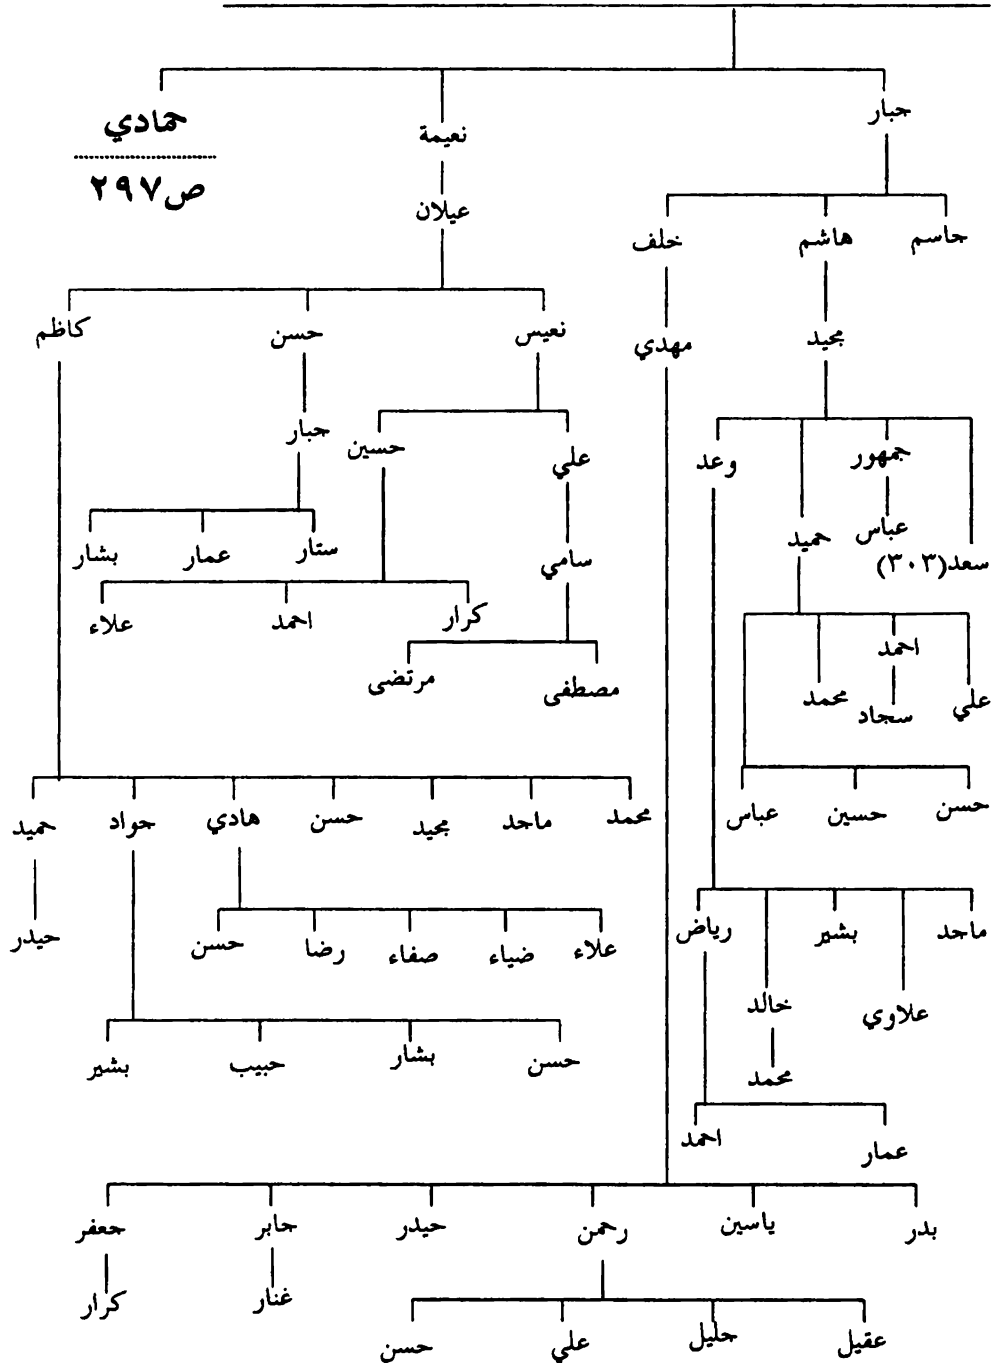 جبار
حمادي
نعيمة
ص٢٩٧
عيلان
جاسم
هاشم
خلف
نعيس
حسن
كاظم
مجيد
مهدي
جبار
حسين
علي
وعد
جمهور
عباس
حميد
سعد(٣٠٣)
ستار
عمار
بشار
سامي
كرار
احمد
علاء
احمد
مصطفى
مرتضى
علي
سجاد
محمد
حسن
حسين
عباس
محمد
ماجد
مجيد
حسن
هادي
جواد
حميد
ماجد
بشير
رياض
علاء
ضياء
صفاء
رضا
حسن
حيدر
علاوي
خالد
حسن
بشار
حبيب
بشير
محمد
عمار
احمد
بدر
ياسين
رحمن
حيدر
جابر
جعفر
غنار
كرار
عقيل
جليل
علي
حسن